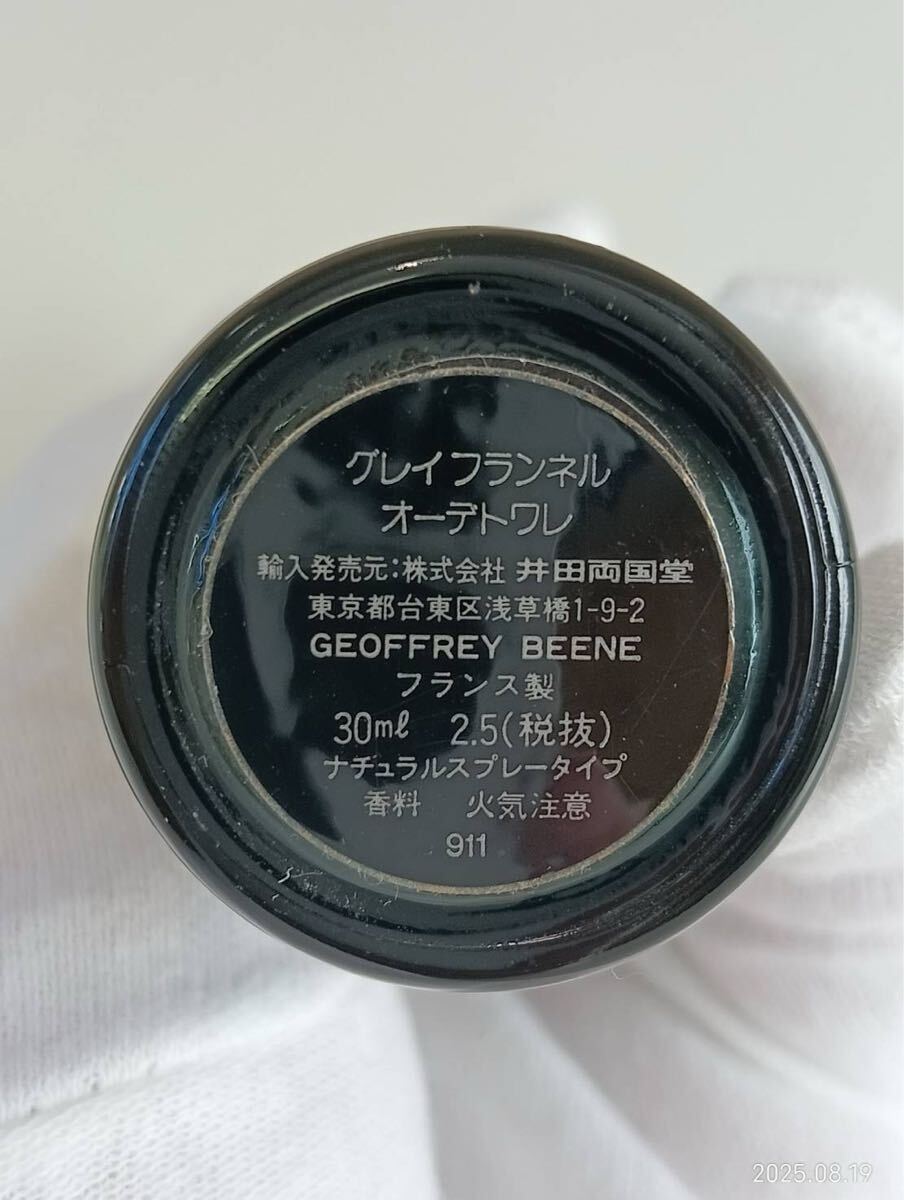 グレイフランネル
オーデトワレ
輸入発売元:株式会社 井田両国堂
東京都台東区浅草橋1-9-2
GEOFFREY BEENE
フランス製
30ml 2.5(税抜)
ナチュラルスプレータイプ
香料 火気注意
911
2025.08.19